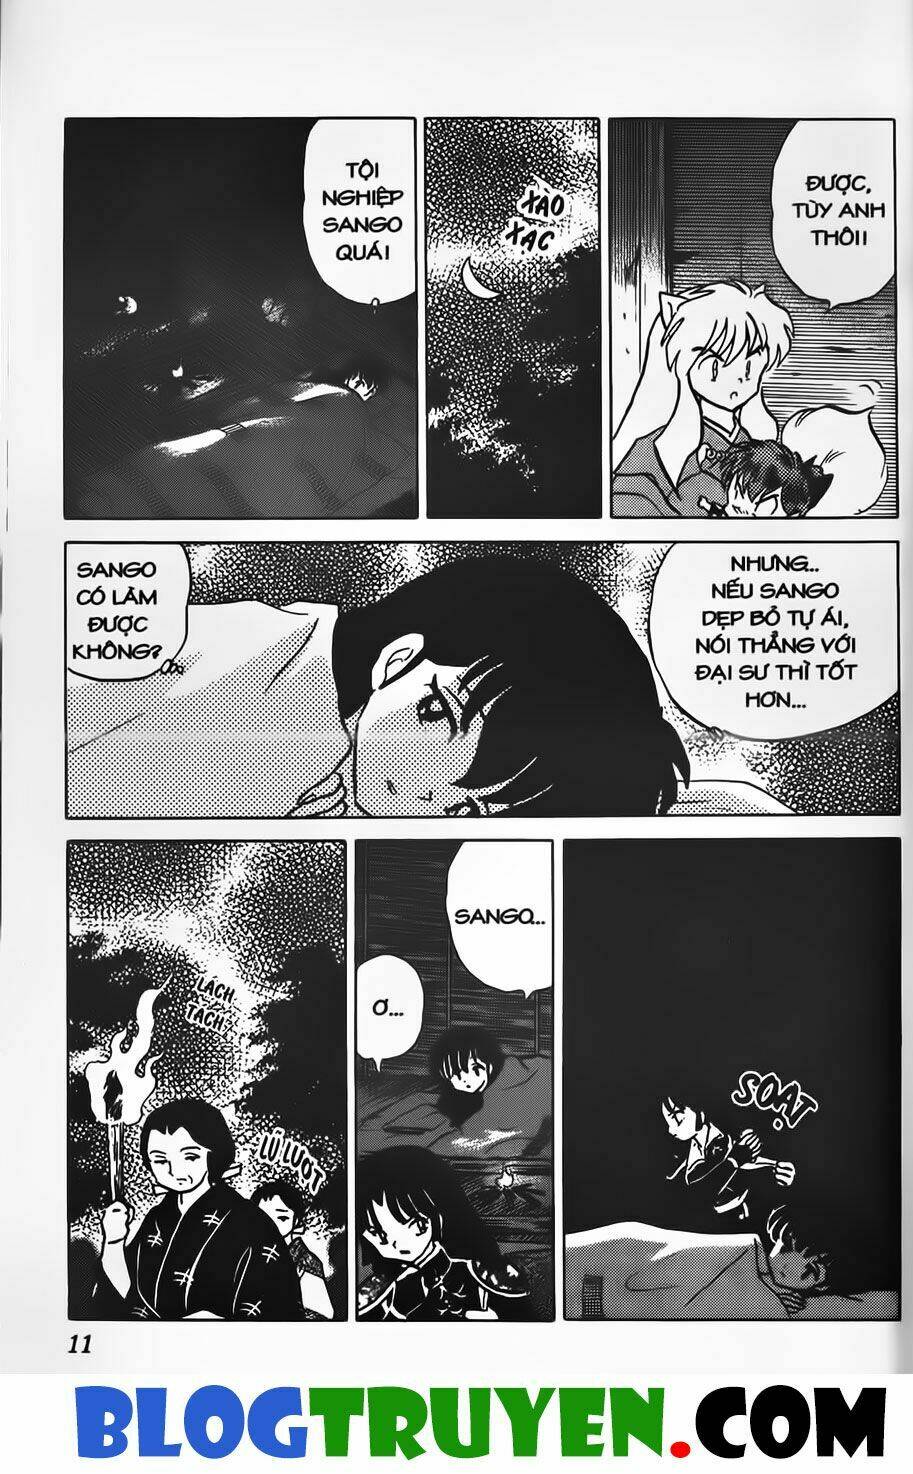 ĐƯỢC,
TÙY ANH
THÔI!
XÀO
XẠC
TỘI
NGHIỆP
SANGO
QUÁ!
NHƯNG...
NẾU SANGO
DẸP BỎ TỰ ÁI,
NÓI THẲNG VỚI
ĐẠI SƯ THÌ TỐT
HƠN...
SANGO
CÓ LÀM
ĐƯỢC
KHÔNG?
SOẠT
SANGO...
Ơ...
LÁCH
TÁCH
LŨ LƯỢT
11
BLOGTRUYEN.COM